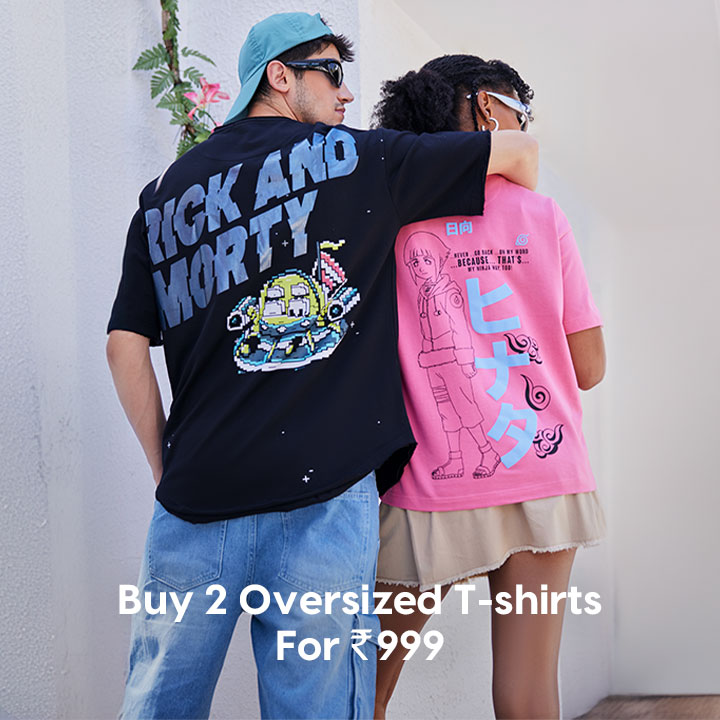 RICK AND
MORTY
日向
NEVER...GO BACK...ON MY WORD
...BECAUSE... THAT'S...
MY NINJA WAY, TOO!
ヒナタ
Buy 2 Oversized T-shirts
For ₹999